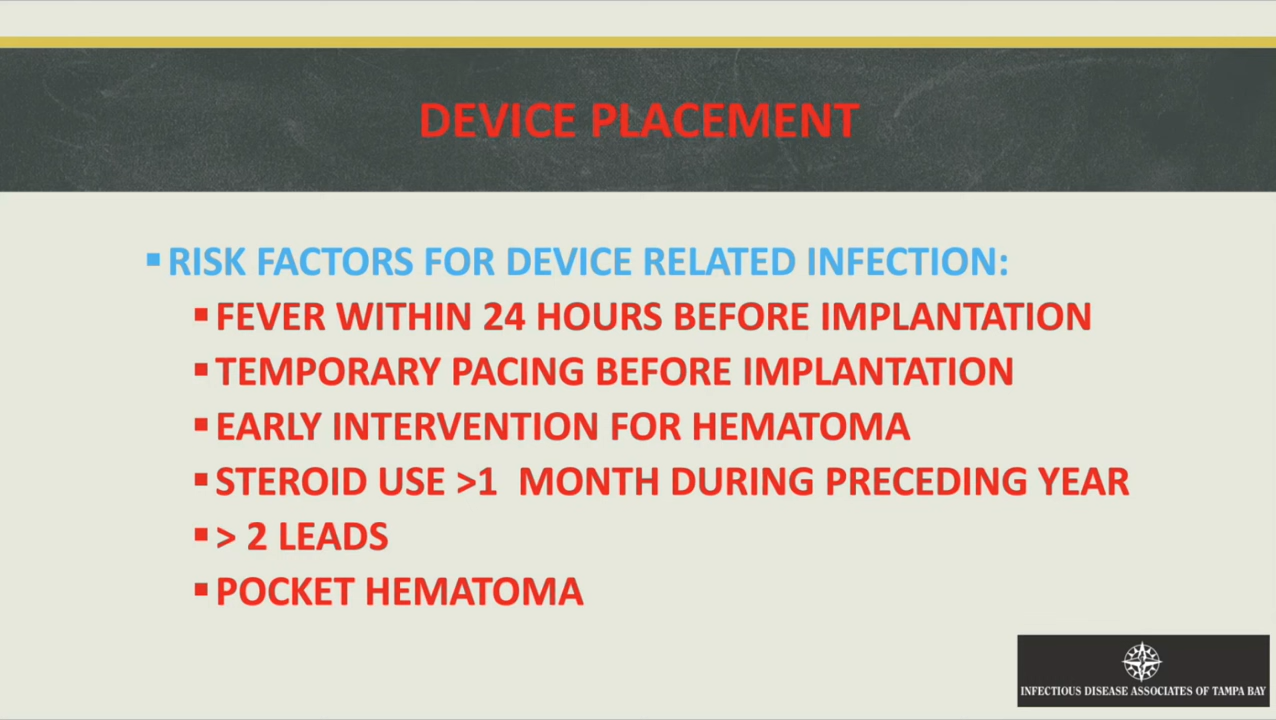 DEVICE PLACEMENT
▪ RISK FACTORS FOR DEVICE RELATED INFECTION:
▪ FEVER WITHIN 24 HOURS BEFORE IMPLANTATION
▪ TEMPORARY PACING BEFORE IMPLANTATION
▪ EARLY INTERVENTION FOR HEMATOMA
▪ STEROID USE >1 MONTH DURING PRECEDING YEAR
▪ > 2 LEADS
▪ POCKET HEMATOMA
INFECTIOUS DISEASE ASSOCIATES OF TAMPA BAY